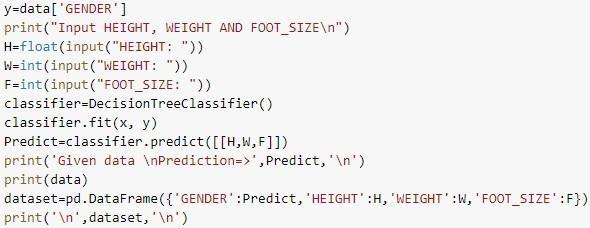 y=data['GENDER']
print("Input HEIGHT, WEIGHT AND FOOT_SIZE\n")
H=float(input("HEIGHT: "))
W=int(input("WEIGHT: "))
F=int(input("FOOT_SIZE: "))
classifier=DecisionTreeClassifier()
classifier.fit(x, y)
Predict=classifier.predict([[H,W,F]])
print('Given data \nPrediction=>',Predict,'\n')
print(data)
dataset=pd.DataFrame({'GENDER':Predict,'HEIGHT':H,'WEIGHT':W,'FOOT_SIZE':F})
print('\n',dataset,'\n')